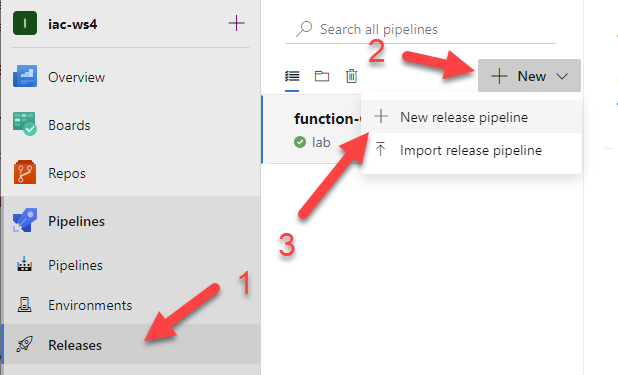 I iac-ws4
Overview
Boards
Repos
Pipelines
Pipelines
Environments
Releases
1
Search all pipelines
2
New
function-
lab
New release pipeline
Import release pipeline
3